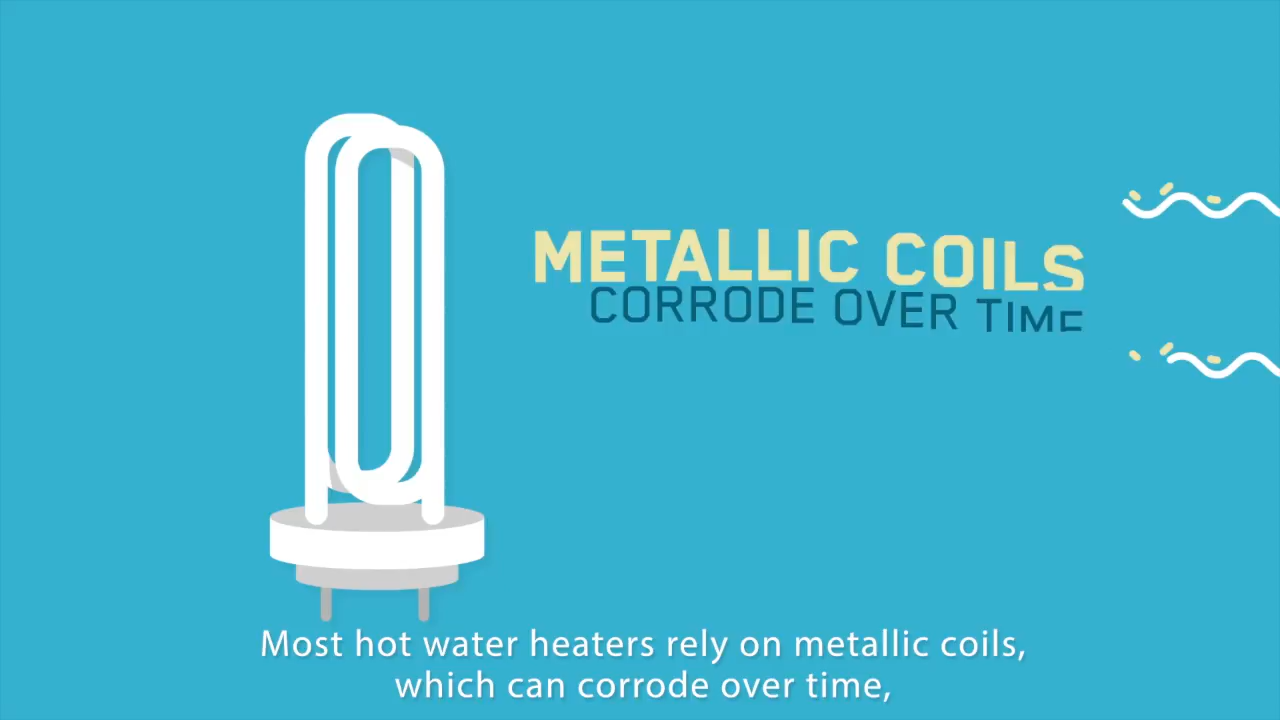 METALLIC COILS
CORRODE OVER TIME
Most hot water heaters rely on metallic coils,
which can corrode over time,